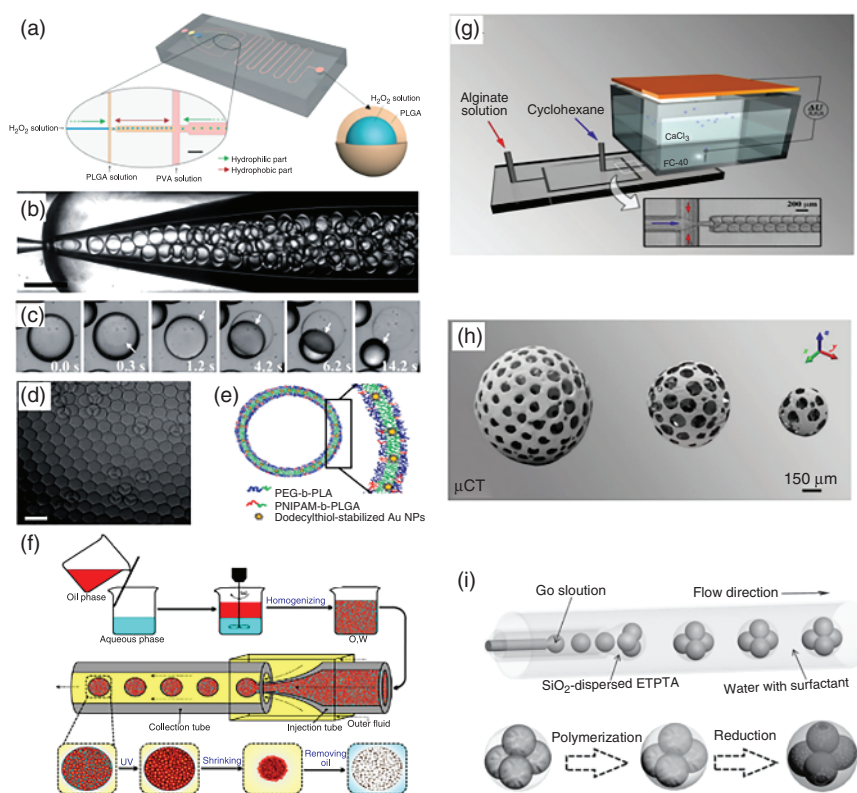 (a)
H2O2 solution
PLGA
H2O2 solution
Hydrophilic part
Hydrophobic part
PLGA solution
PVA solution
(b)
(c)
0.0 s
0.3 s
1.2 s
4.2 s
6.2 s
14.2 s
(d)
(e)
PEG-b-PLA
PNIPAM-b-PLGA
Dodecylthiol-stabilized Au NPs
(f)
Oil phase
Aqueous phase
Homogenizing
O,W
Collection tube
Injection tube
Outer fluid
UV
Shrinking
Removing
oil
(g)
Alginate
solution
Cyclohexane
CaCl3
FC-40
ΔU
200 μm
(h)
z
y
x
μCT
150 μm
(i)
Go sloution
Flow direction
SiO2-dispersed ETPTA
Water with surfactant
Polymerization
Reduction